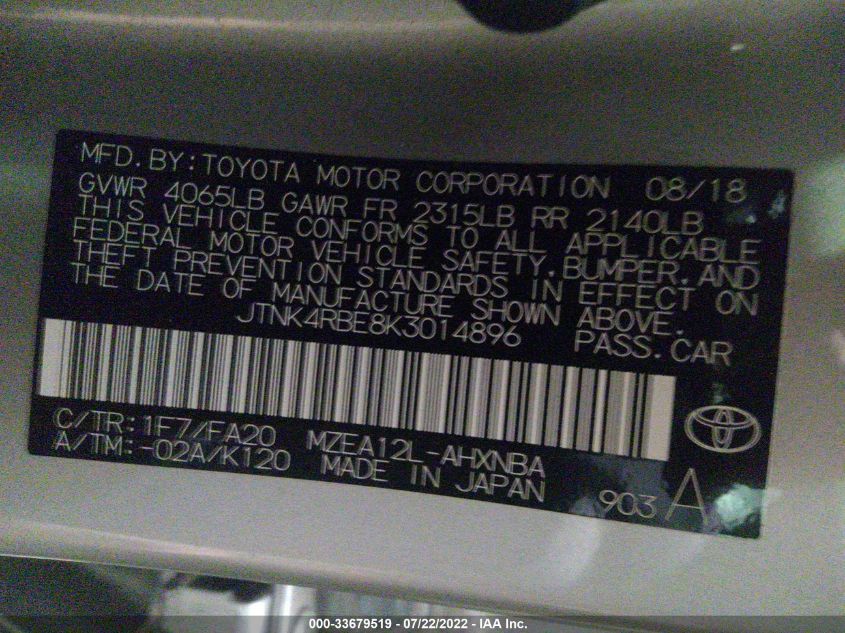 MFD. BY: TOYOTA MOTOR CORPORATION 08/18
GVWR 4065LB GAWR FR 2315LB RR 2140LB
THIS VEHICLE CONFORMS TO ALL APPLICABLE
FEDERAL MOTOR VEHICLE SAFETY, BUMPER, AND
THEFT PREVENTION STANDARDS IN EFFECT ON
THE DATE OF MANUFACTURE SHOWN ABOVE.
JTNK4RBE8K3014896 PASS. CAR
C/TR: 1F7/FA20 MZEA12L-AHXNBA
A/TM: -02A/K120 MADE IN JAPAN
903 A
000-33679519 - 07/22/2022 - IAA Inc.